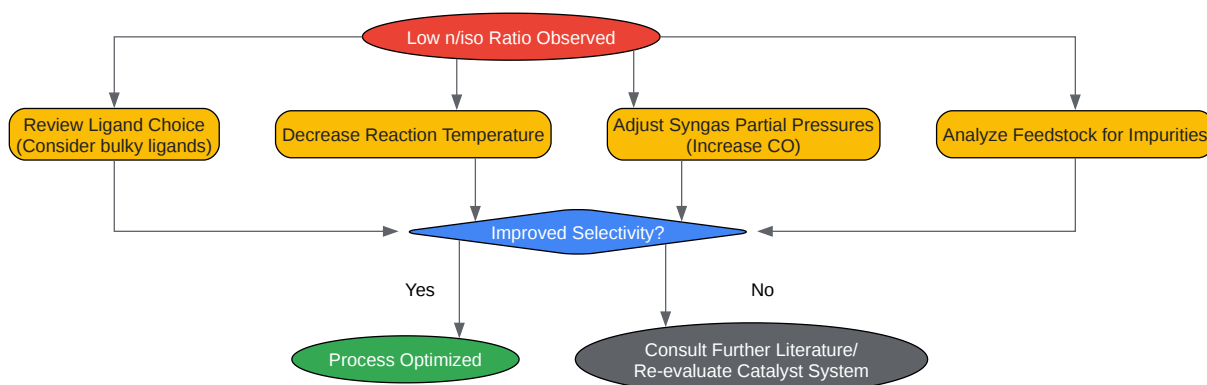 Low n/iso Ratio Observed
Review Ligand Choice
(Consider bulky ligands)
Decrease Reaction Temperature
Adjust Syngas Partial Pressures
(Increase CO)
Analyze Feedstock for Impurities
Improved Selectivity?
Yes
No
Process Optimized
Consult Further Literature/
Re-evaluate Catalyst System